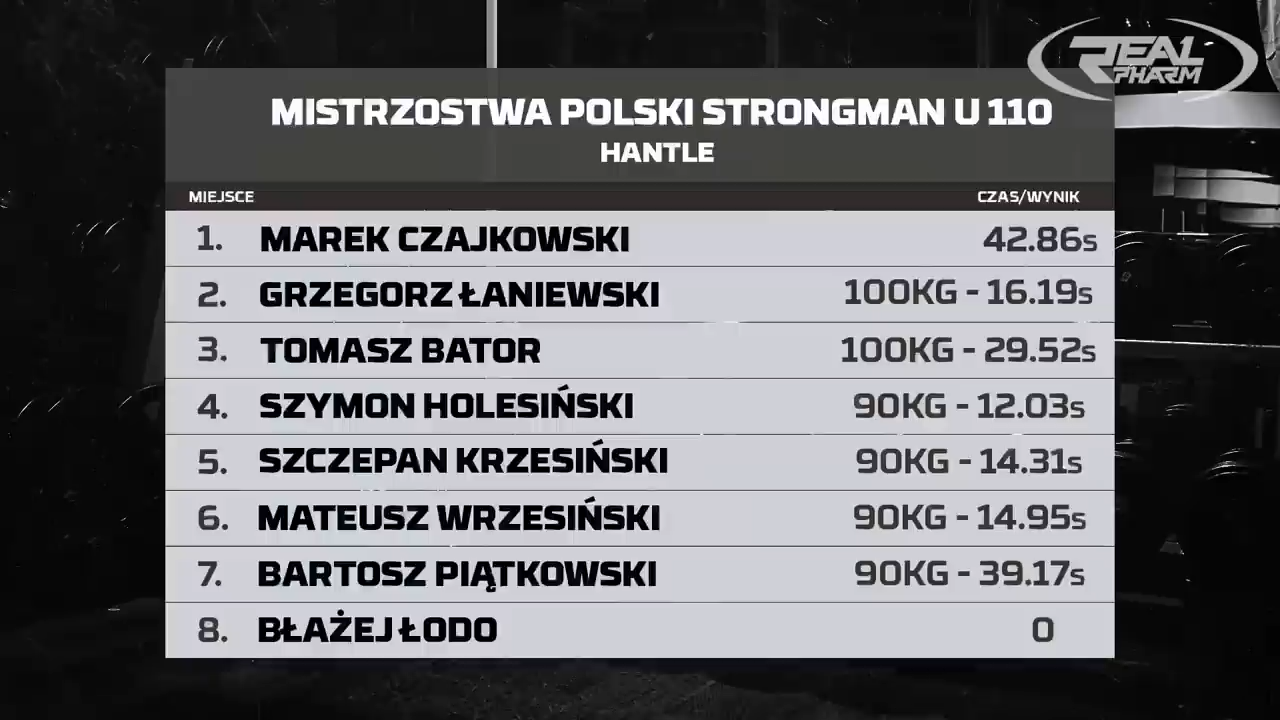 REAL
PHARM
MISTRZOSTWA POLSKI STRONGMAN U 110
HANTLE
MIEJSCE CZAS/WYNIK
1. MAREK CZAJKOWSKI 42.86s
2. GRZEGORZ ŁANIEWSKI 100KG - 16.19s
3. TOMASZ BATOR 100KG - 29.52s
4. SZYMON HOLESIŃSKI 90KG - 12.03s
5. SZCZEPAN KRZESIŃSKI 90KG - 14.31s
6. MATEUSZ WRZESIŃSKI 90KG - 14.95s
7. BARTOSZ PIĄTKOWSKI 90KG - 39.17s
8. BŁAŻEJ ŁODO 0